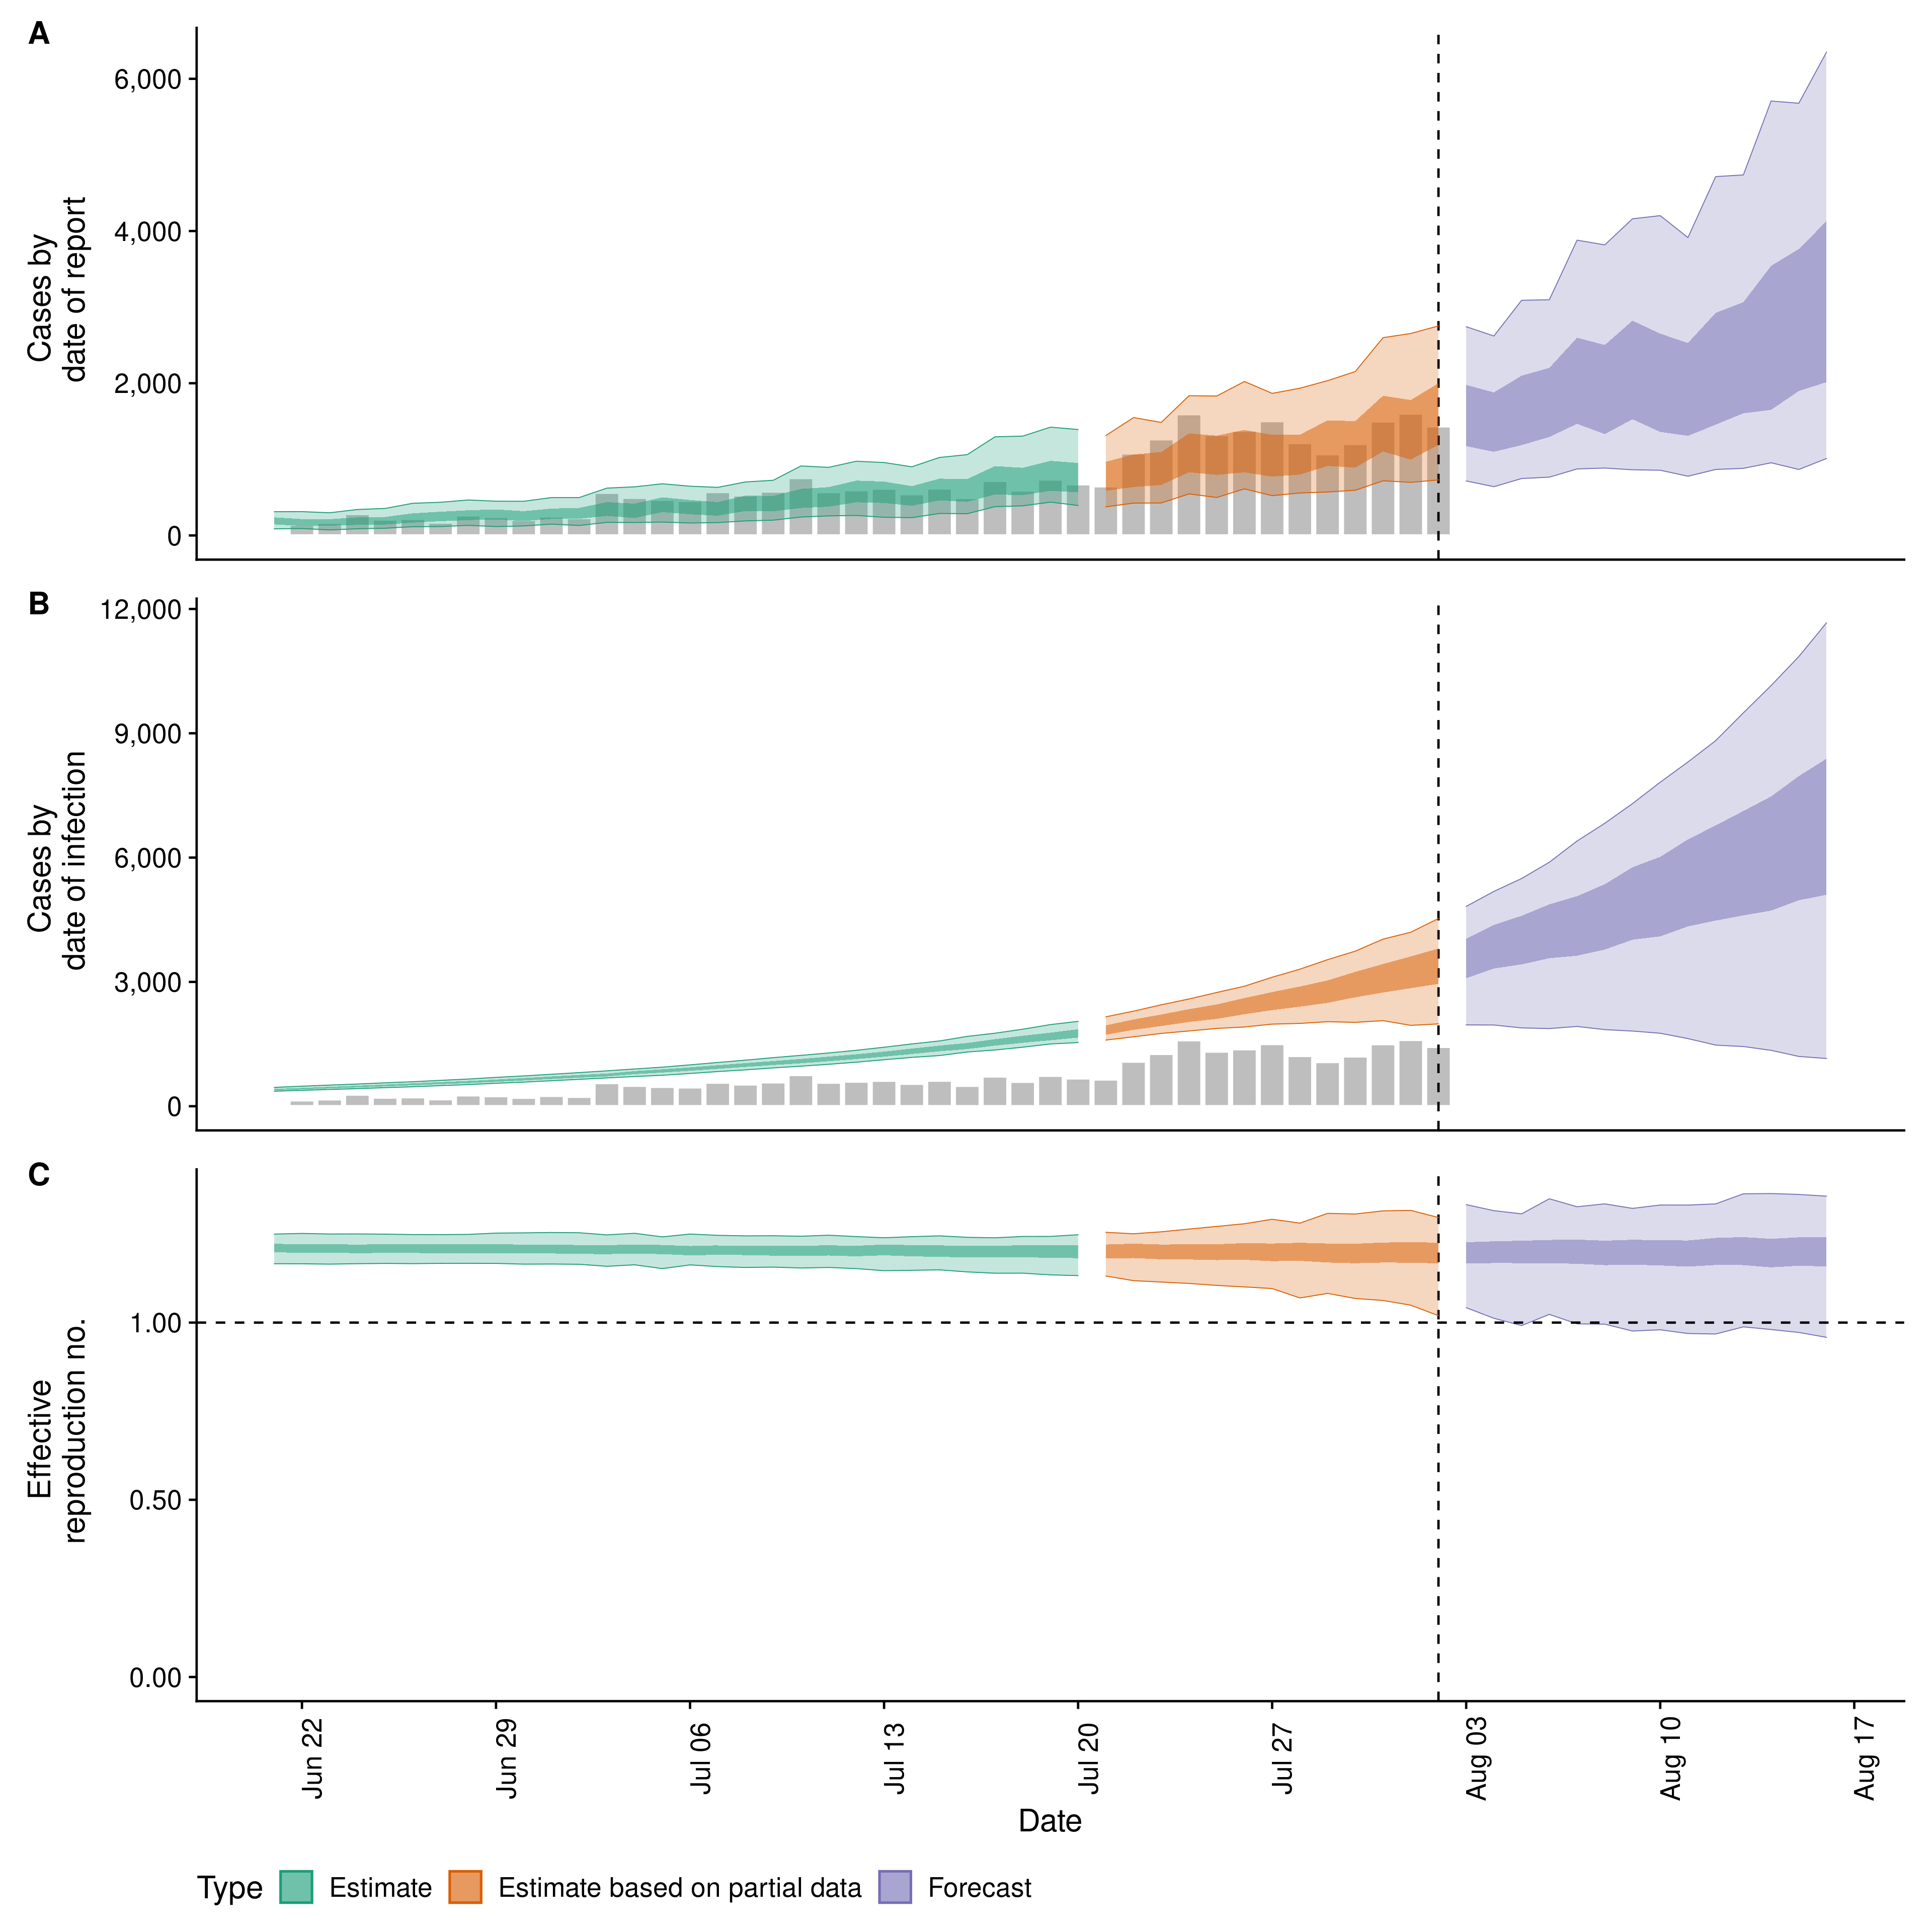 A
6,000
4,000
2,000
0
Cases by
date of report
B
12,000
9,000
6,000
3,000
0
Cases by
date of infection
C
1.00
0.50
0.00
Effective
reproduction no.
Jun 22
Jun 29
Jul 06
Jul 13
Jul 20
Jul 27
Aug 03
Aug 10
Aug 17
Date
Type Estimate Estimate based on partial data Forecast